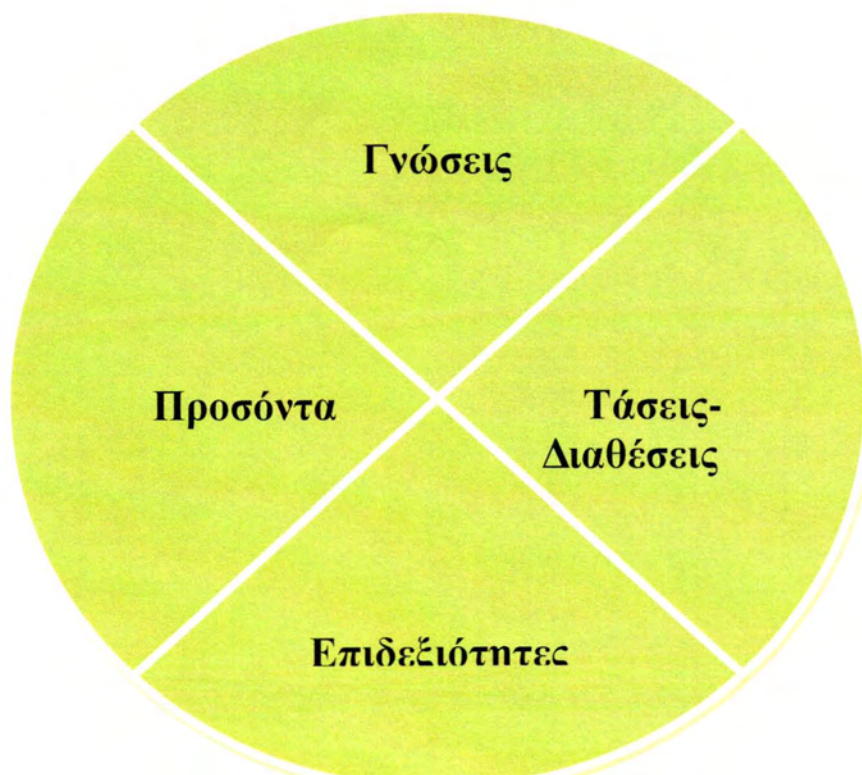 Γνώσεις
Προσόντα
Τάσεις-
Διαθέσεις
Επιδεξιότητες